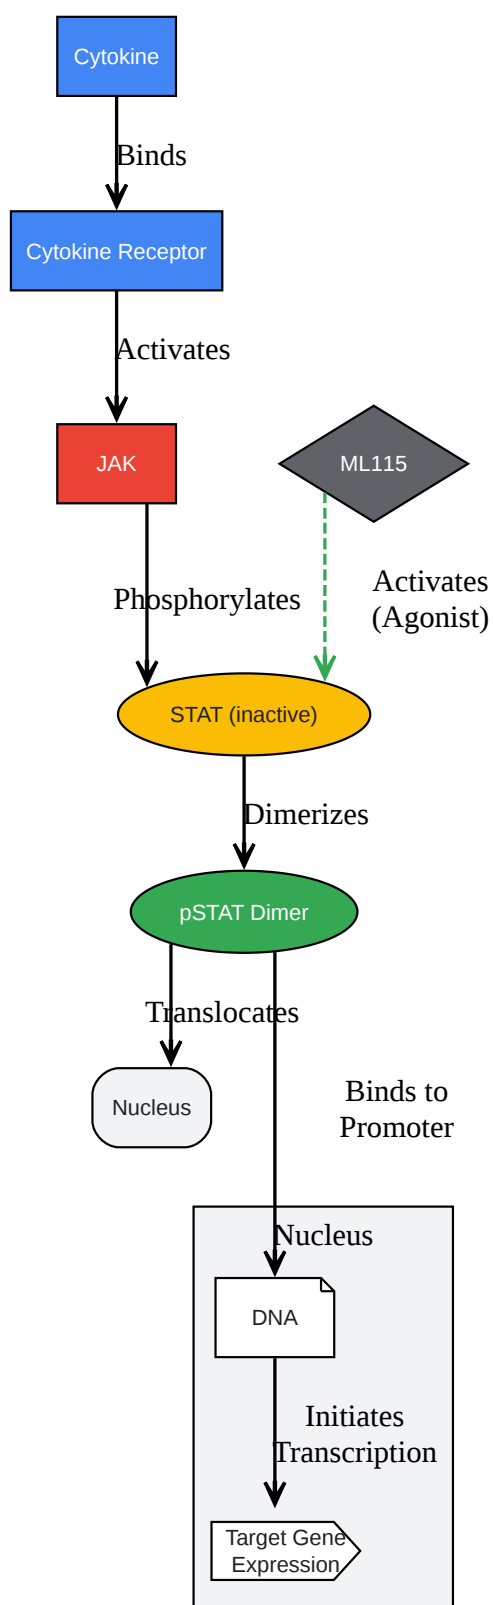 Cytokine
Binds
Cytokine Receptor
Activates
JAK
ML115
Phosphorylates
Activates
(Agonist)
STAT (inactive)
Dimerizes
pSTAT Dimer
Translocates
Nucleus
Binds to
Promoter
Nucleus
DNA
Initiates
Transcription
Target Gene
Expression